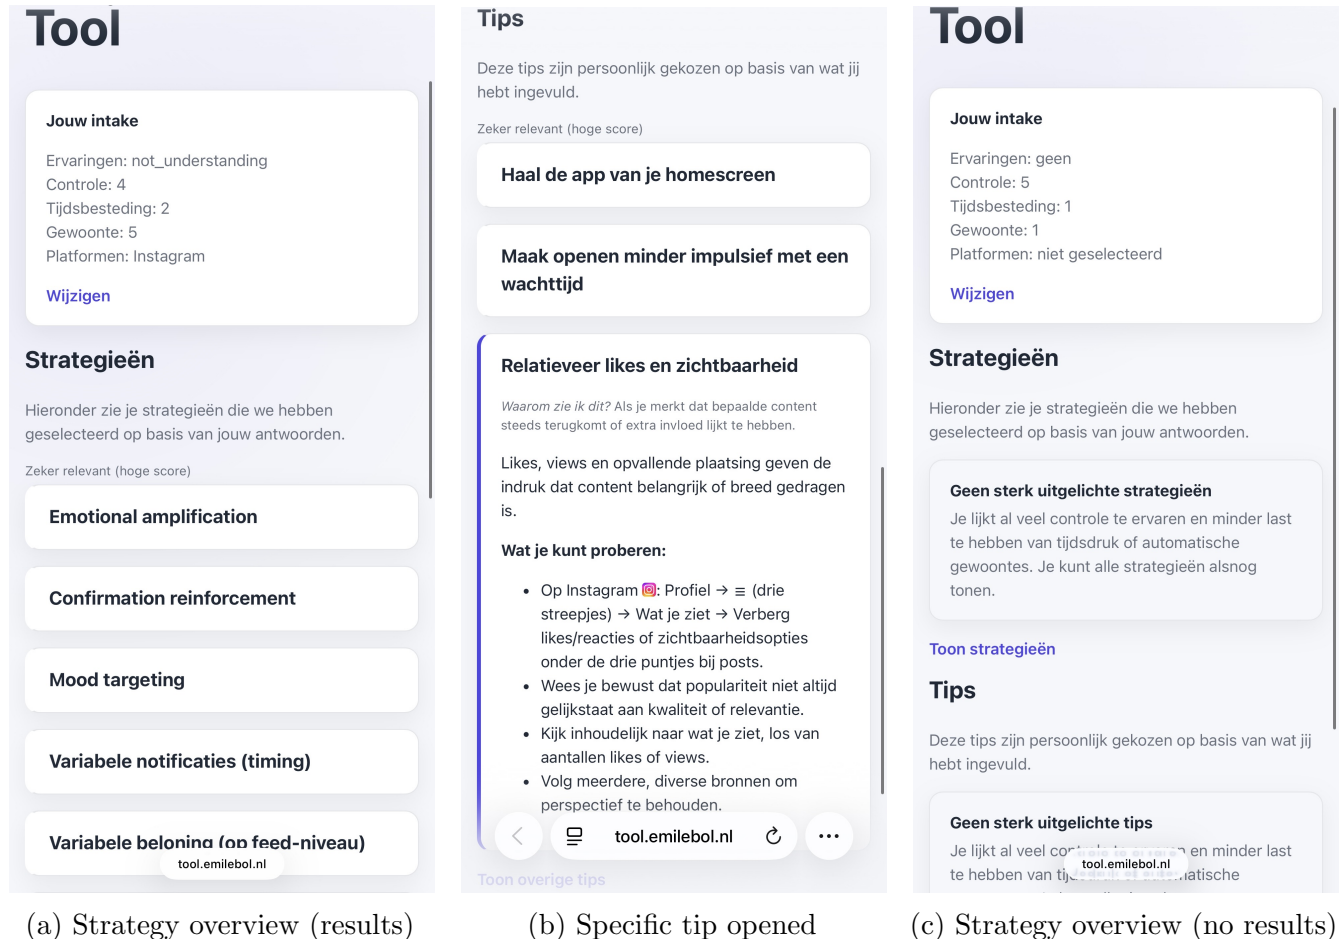 Tool
Jouw intake
Ervaringen: not_understanding
Controle: 4
Tijdsbesteding: 2
Gewoonte: 5
Platformen: Instagram
Wijzigen
Strategieën
Hieronder zie je strategieën die we hebben
geselecteerd op basis van jouw antwoorden.
Zeker relevant (hoge score)
Emotional amplification
Confirmation reinforcement
Mood targeting
Variabele notificaties (timing)
Variabele beloning (op feed-niveau)
tool.emilebol.nl
(a) Strategy overview (results)
Tips
Deze tips zijn persoonlijk gekozen op basis van wat jij
hebt ingevuld.
Zeker relevant (hoge score)
Haal de app van je homescreen
Maak openen minder impulsief met een
wachttijd
Relatieveer likes en zichtbaarheid
Waarom zie ik dit? Als je merkt dat bepaalde content
steeds terugkomt of extra invloed lijkt te hebben.
Likes, views en opvallende plaatsing geven de
indruk dat content belangrijk of breed gedragen
is.
Wat je kunt proberen:
• Op Instagram : Profiel → ≡ (drie
streepjes) → Wat je ziet → Verberg
likes/reacties of zichtbaarheidsopties
onder de drie puntjes bij posts.
• Wees je bewust dat populariteit niet altijd
gelijkstaat aan kwaliteit of relevantie.
• Kijk inhoudelijk naar wat je ziet, los van
aantallen likes of views.
• Volg meerdere, diverse bronnen om
perspectief te behouden.
tool.emilebol.nl
Toon overige tips
(b) Specific tip opened
Tool
Jouw intake
Ervaringen: geen
Controle: 5
Tijdsbesteding: 1
Gewoonte: 1
Platformen: niet geselecteerd
Wijzigen
Strategieën
Hieronder zie je strategieën die we hebben
geselecteerd op basis van jouw antwoorden.
Geen sterk uitgelichte strategieën
Je lijkt al veel controle te ervaren en minder last
te hebben van tijdsdruk of automatische
gewoontes. Je kunt alle strategieën alsnog
tonen.
Toon strategieën
Tips
Deze tips zijn persoonlijk gekozen op basis van wat jij
hebt ingevuld.
Geen sterk uitgelichte tips
Je lijkt al veel en minder last
te hebben van
tool.emilebol.nl
(c) Strategy overview (no results)